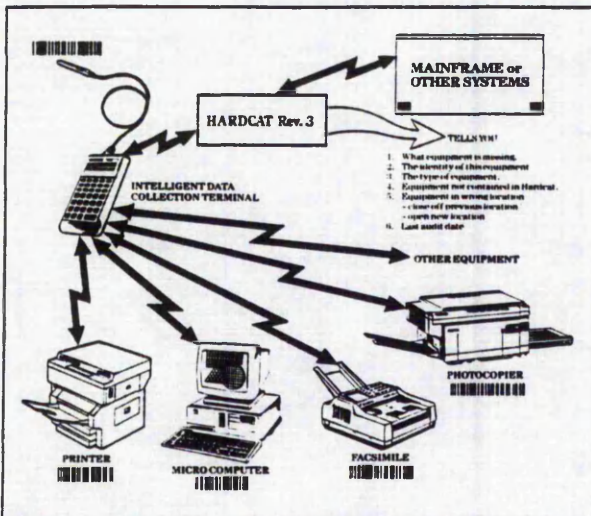 MAINFRAME or
OTHER SYSTEMS
HARDCAT Rev. 3
TELLS YOU
1. What equipment is missing.
2. The identity of this equipment
3. The type of equipment.
4. Equipment not contained in Hardcat.
5. Equipment in wrong location
- close off previous location
- open new location
6. Last audit date
INTELLIGENT DATA
COLLECTION TERMINAL
OTHER EQUIPMENT
PHOTOCOPIER
PRINTER
MICRO COMPUTER
FACSIMILE